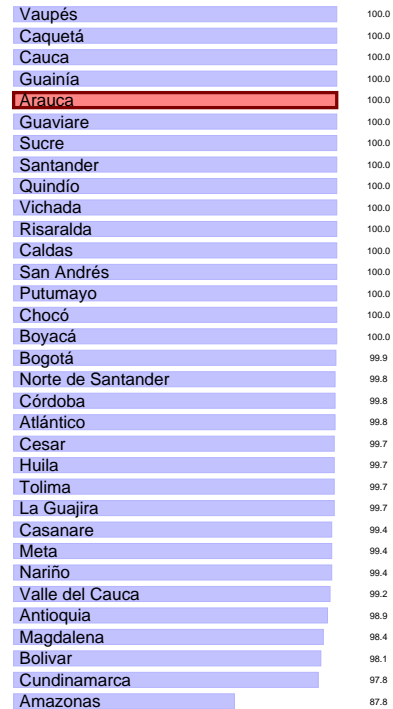 Vaupés 100.0
Caquetá 100.0
Cauca 100.0
Guainía 100.0
Arauca 100.0
Guaviare 100.0
Sucre 100.0
Santander 100.0
Quindío 100.0
Vichada 100.0
Risaralda 100.0
Caldas 100.0
San Andrés 100.0
Putumayo 100.0
Chocó 100.0
Boyacá 100.0
Bogotá 99.9
Norte de Santander 99.8
Córdoba 99.8
Atlántico 99.8
Cesar 99.7
Huila 99.7
Tolima 99.7
La Guajira 99.7
Casanare 99.4
Meta 99.4
Nariño 99.4
Valle del Cauca 99.2
Antioquia 98.9
Magdalena 98.4
Bolivar 98.1
Cundinamarca 97.8
Amazonas 87.8